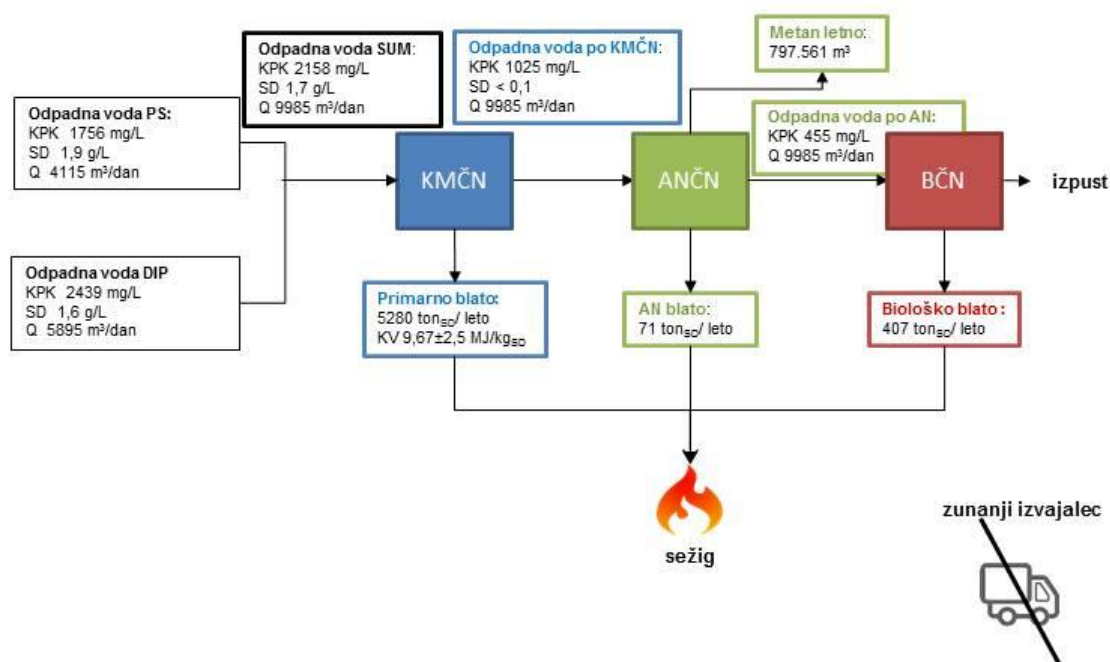 Odpadna voda PS:
KPK 1756 mg/L
SD 1,9 g/L
Q 4115 m³/dan
Odpadna voda DIP
KPK 2439 mg/L
SD 1,6 g/L
Q 5895 m³/dan
Odpadna voda SUM:
KPK 2158 mg/L
SD 1,7 g/L
Q 9985 m³/dan
Odpadna voda po KMČN:
KPK 1025 mg/L
SD < 0,1
Q 9985 m³/dan
Metan letno:
797.561 m³
Odpadna voda po AN:
KPK 455 mg/L
Q 9985 m³/dan
KMČN
ANČN
BČN
izpust
Primarno blato:
5280 ton_SD/ leto
KV 9,67±2,5 MJ/kg_SD
AN blato:
71 ton_SD/ leto
Biološko blato :
407 ton_SD/ leto
sežig
zunanji izvajalec